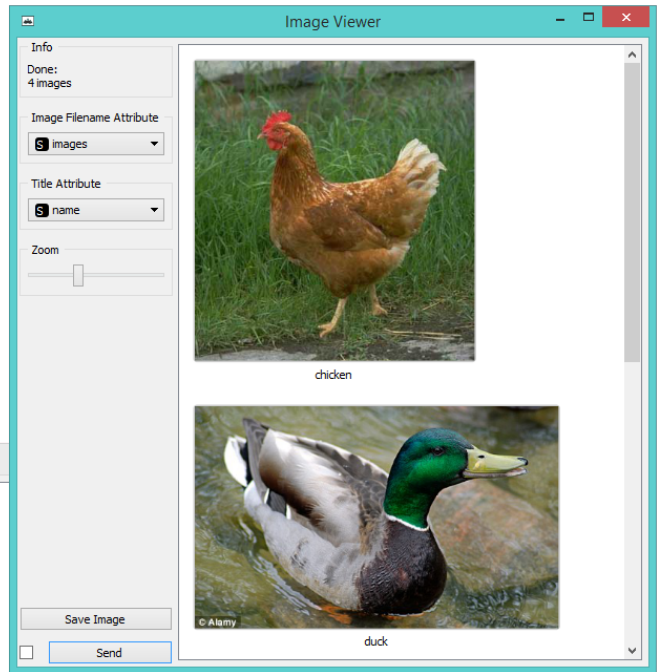 Image Viewer
Info
Done:
4 images
Image Filename Attribute
S images
Title Attribute
S name
Zoom
Save Image
Send
chicken
© Alamy
duck